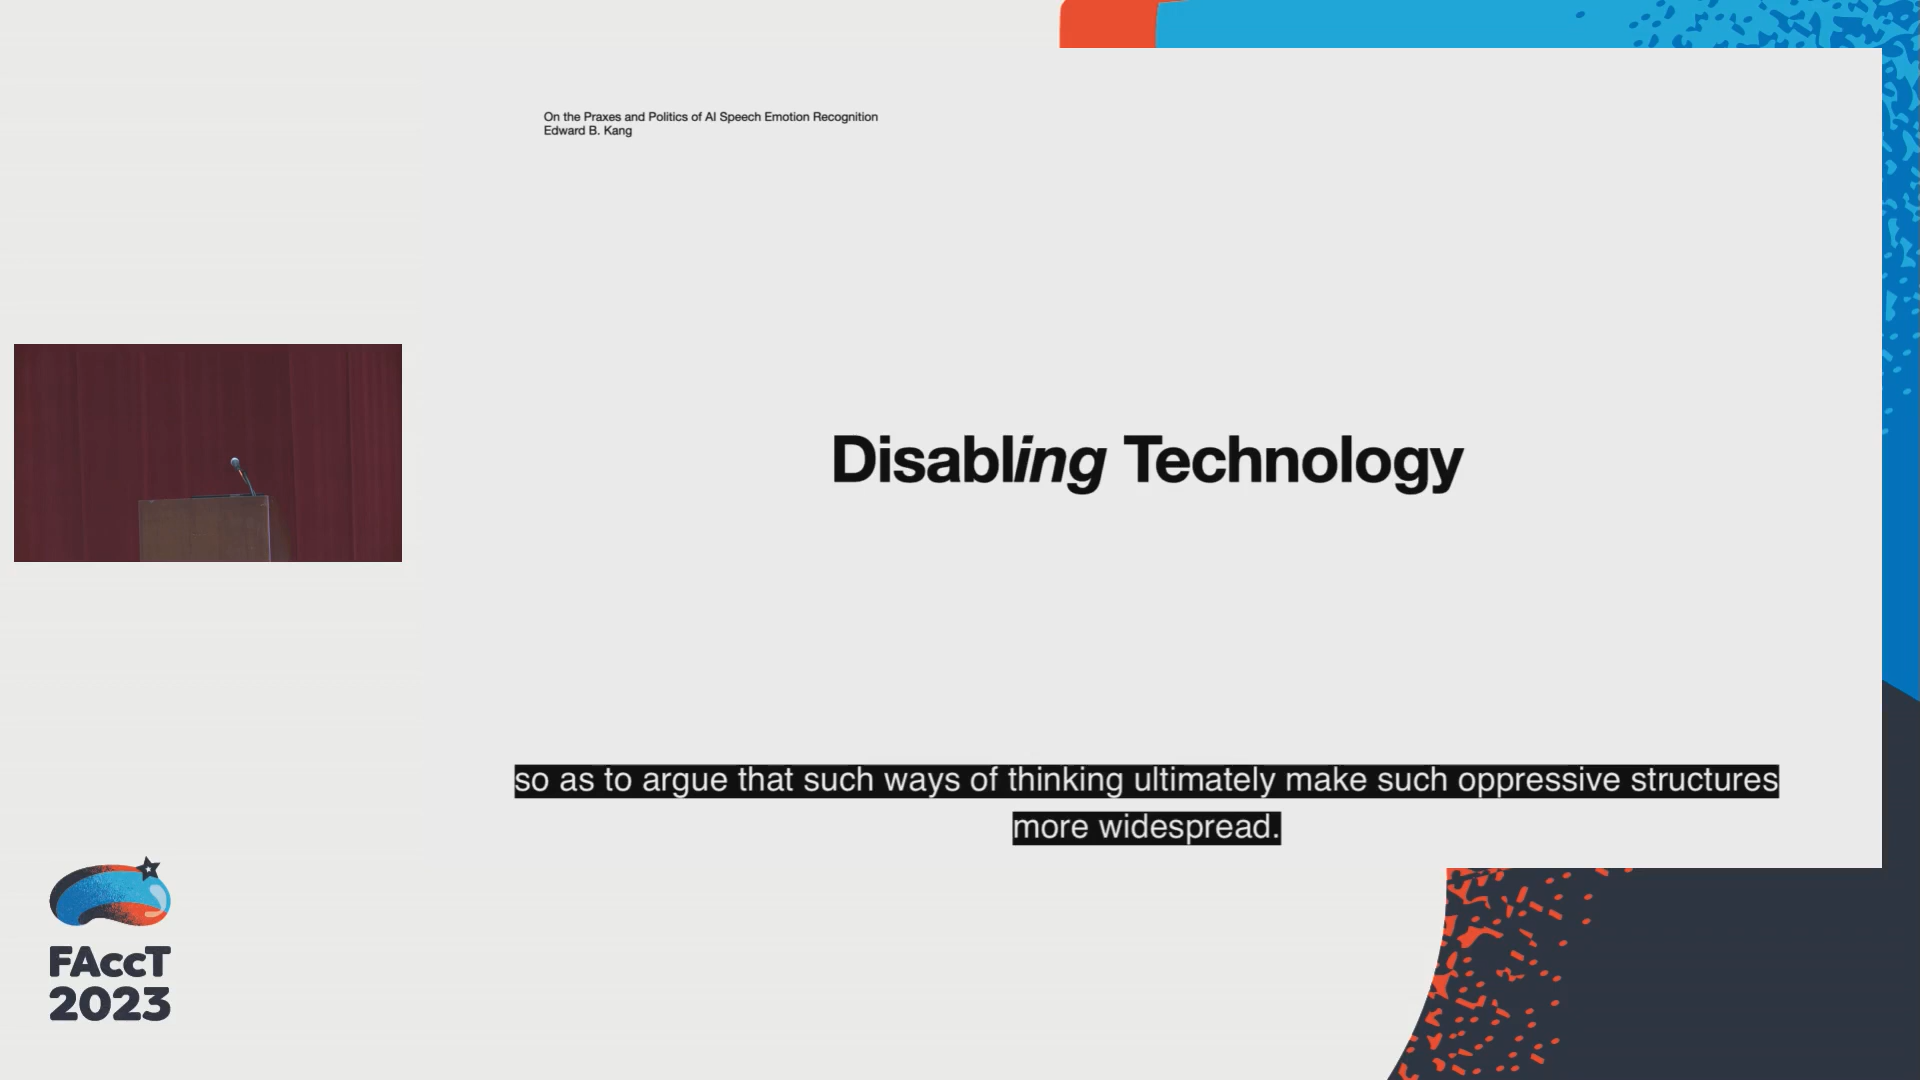 On the Praxes and Politics of AI Speech Emotion Recognition
Edward B. Kang
Disabling Technology
so as to argue that such ways of thinking ultimately make such oppressive structures
more widespread.
FAccT
2023